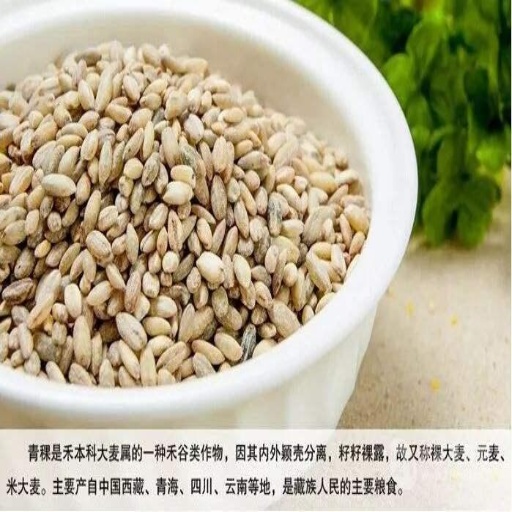 青稞是禾本科大麦属的一种禾谷类作物，因其内外颖壳分离，籽籽裸露，故又称裸大麦、元麦、
米大麦。主要产自中国西藏、青海、四川、云南等地，是藏族人民的主要粮食。